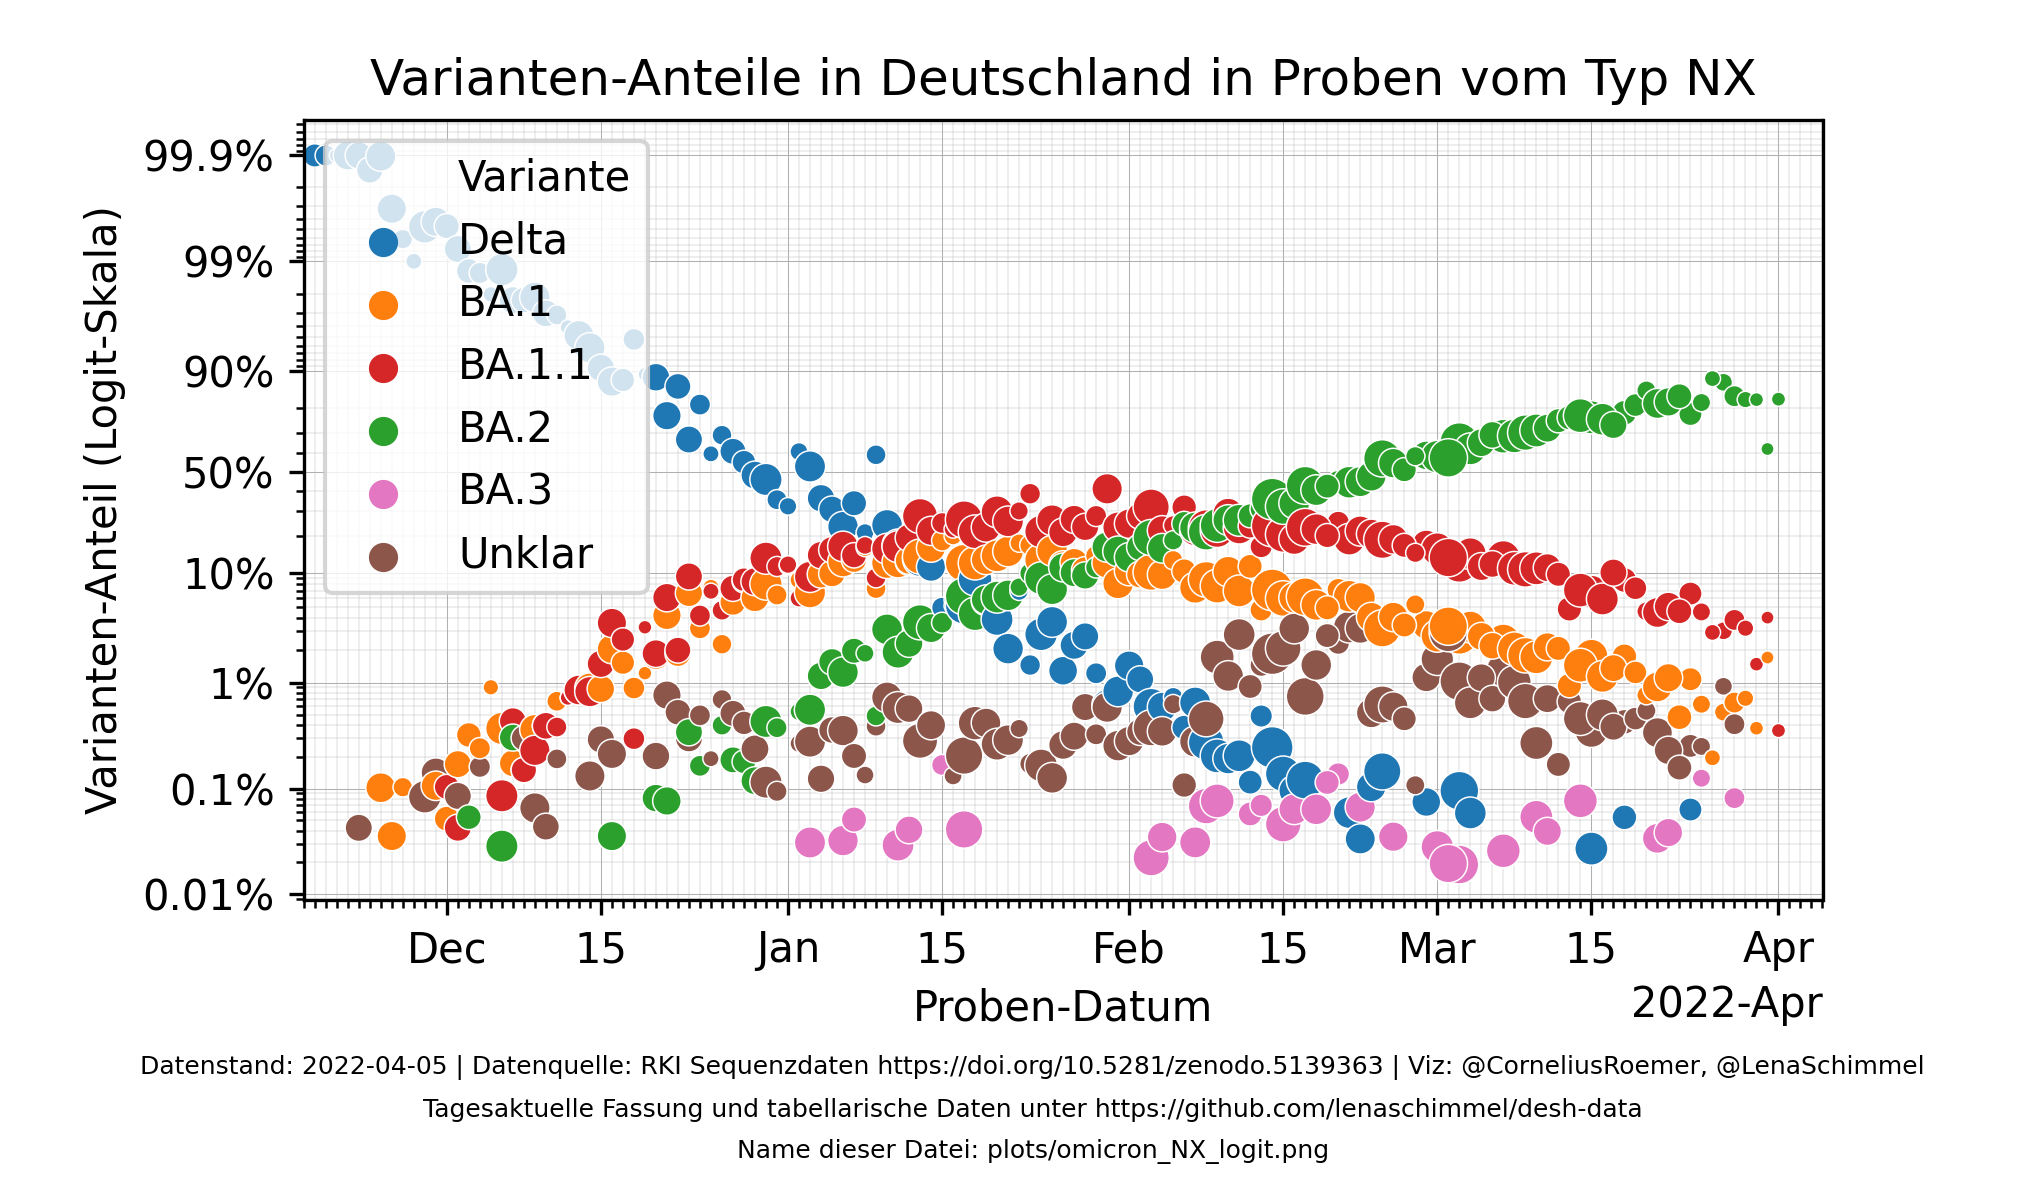 Varianten-Anteile in Deutschland in Proben vom Typ NX
Varianten-Anteil (Logit-Skala)
99.9%
99%
90%
50%
10%
1%
0.1%
0.01%
Variante
Delta
BA.1
BA.1.1
BA.2
BA.3
Unklar
Dec 15 Jan 15 Feb 15 Mar 15 Apr
Proben-Datum
2022-Apr
Datenstand: 2022-04-05 | Datenquelle: RKI Sequenzdaten https://doi.org/10.5281/zenodo.5139363 | Viz: @CorneliusRoemer, @LenaSchimmel
Tagesaktuelle Fassung und tabellarische Daten unter https://github.com/lenaschimmel/desh-data
Name dieser Datei: plots/omicron_NX_logit.png